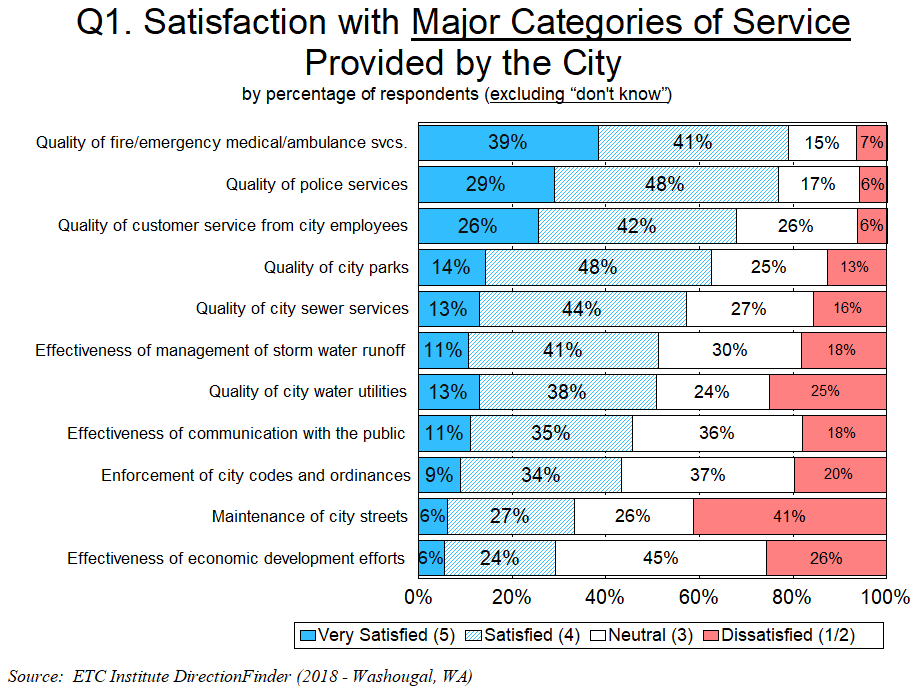 Q1. Satisfaction with Major Categories of Service
Provided by the City
by percentage of respondents (excluding “don't know”)
Quality of fire/emergency medical/ambulance svcs. 39% 41% 15% 7%
Quality of police services 29% 48% 17% 6%
Quality of customer service from city employees 26% 42% 26% 6%
Quality of city parks 14% 48% 25% 13%
Quality of city sewer services 13% 44% 27% 16%
Effectiveness of management of storm water runoff 11% 41% 30% 18%
Quality of city water utilities 13% 38% 24% 25%
Effectiveness of communication with the public 11% 35% 36% 18%
Enforcement of city codes and ordinances 9% 34% 37% 20%
Maintenance of city streets 6% 27% 26% 41%
Effectiveness of economic development efforts 6% 24% 45% 26%
0% 20% 40% 60% 80% 100%
Very Satisfied (5) Satisfied (4) Neutral (3) Dissatisfied (1/2)
Source: ETC Institute DirectionFinder (2018 - Washougal, WA)